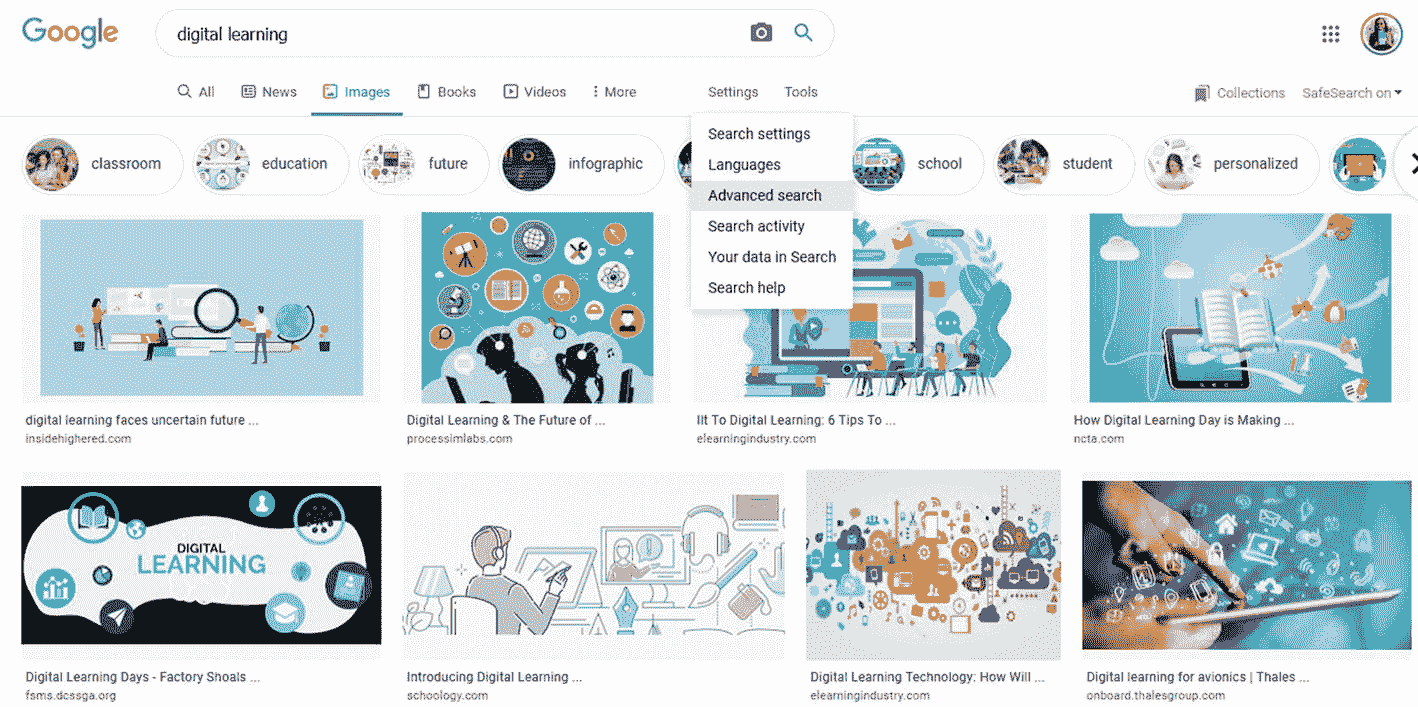 Google
digital learning
All News Images Books Videos More Settings Tools Collections SafeSearch on
Search settings
Languages
Advanced search
Search activity
Your data in Search
Search help
classroom education future infographic school student personalized
digital learning faces uncertain future ...
insidehighered.com
Digital Learning & The Future of ...
processimlabs.com
Ilt To Digital Learning: 6 Tips To ...
elearningindustry.com
How Digital Learning Day is Making ...
ncta.com
DIGITAL
LEARNING
Digital Learning Days - Factory Shoals ...
fsms.dcssga.org
Introducing Digital Learning ...
schoology.com
Digital Learning Technology: How Will ...
elearningindustry.com
Digital learning for avionics | Thales ...
onboard.thalesgroup.com